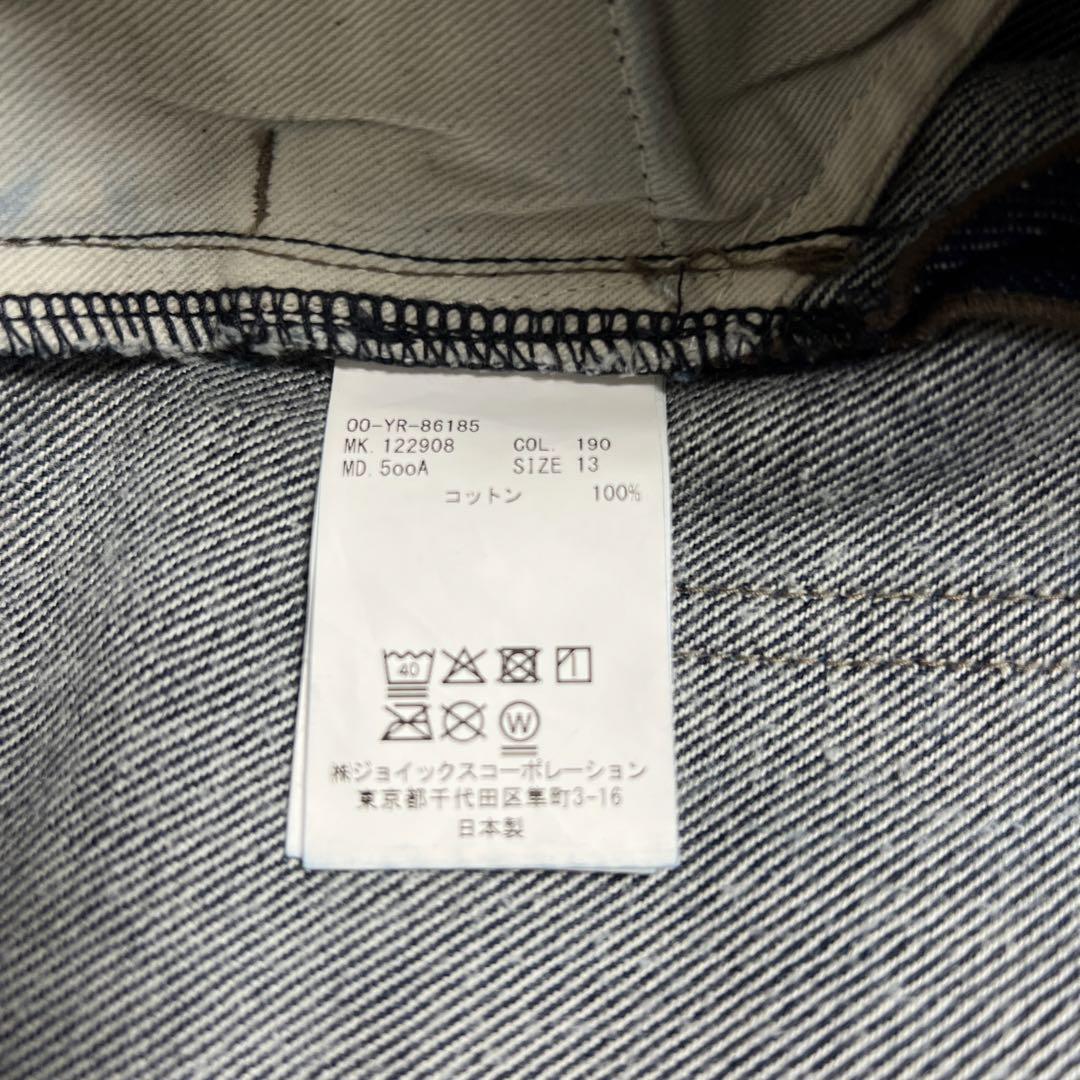 OO-YR-86185
MK. 122908 COL. 190
MD. 5ooA SIZE 13
コットン 100%
40
W
㈱ジョイックスコーポレーション
東京都千代田区隼町3-16
日本製